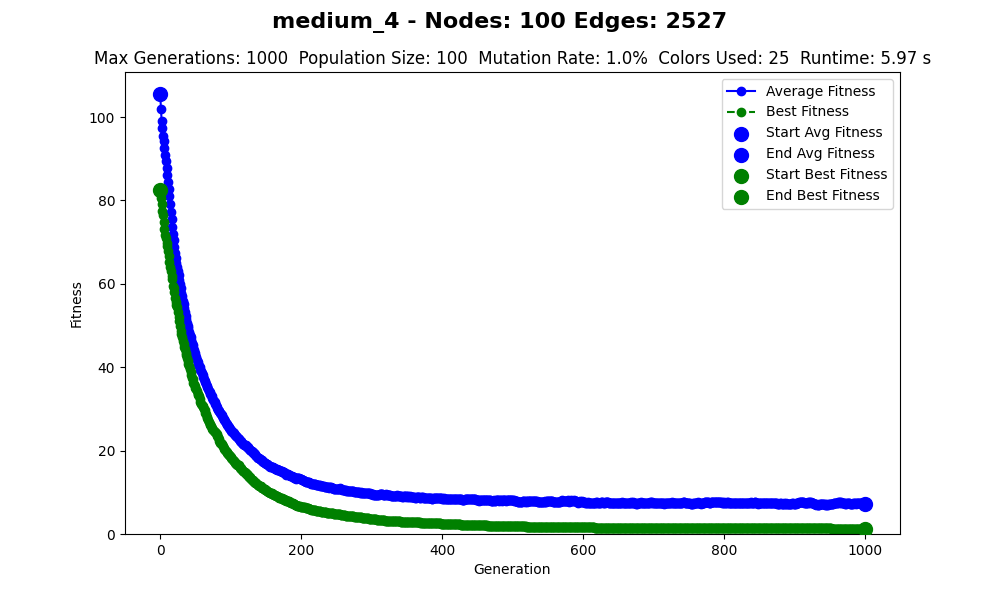 medium_4 - Nodes: 100 Edges: 2527
Max Generations: 1000  Population Size: 100  Mutation Rate: 1.0%  Colors Used: 25  Runtime: 5.97 s
Average Fitness
Best Fitness
Start Avg Fitness
End Avg Fitness
Start Best Fitness
End Best Fitness
100
80
60
40
20
0
Fitness
0 200 400 600 800 1000
Generation